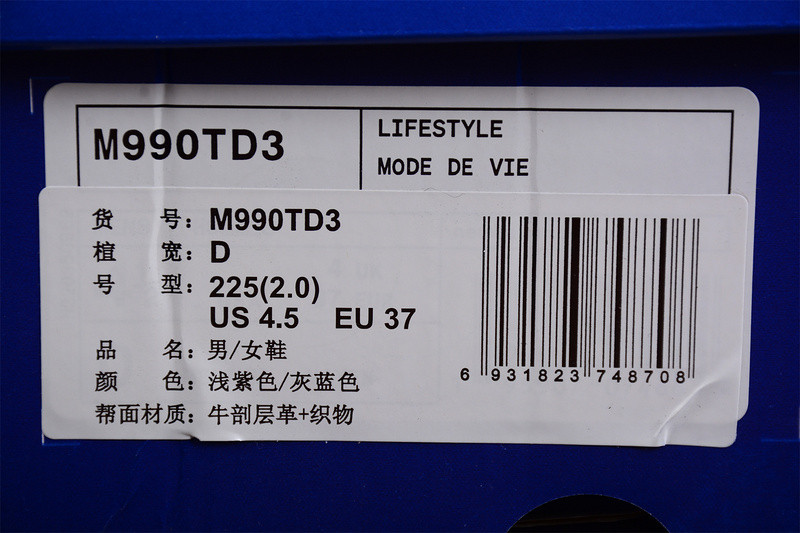 M990TD3
LIFESTYLE
MODE DE VIE
货 号: M990TD3
楦 宽: D
号 型: 225(2.0)
US 4.5 EU 37
品 名: 男/女鞋
颜 色: 浅紫色/灰蓝色
帮面材质: 牛剖层革+织物
6 931823 748708